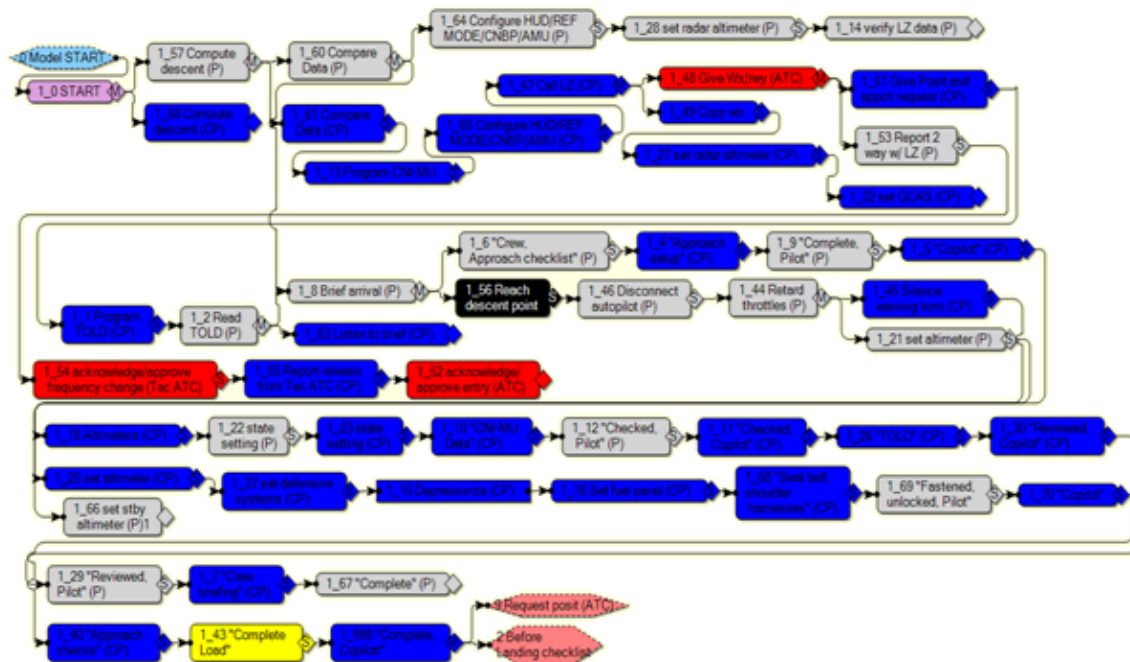 1_64 Configure HUD/REF
MODE/CNBP/AMU (P)
1_28 set radar altimeter (P)
1_14 verify LZ data (P)
0 Model START
1_57 Compute
descent (P)
1_60 Compare
Data (P)
1_0 START
1_58 Compute
descent (CP)
1_61 Compare
Data (CP)
1_47 Call LZ (CP)
1_48 Give Wx/rwy (ATC)
1_51 Give Posit and
appch request (CP)
1_65 Configure HUD/REF
MODE/CNBP/AMU (CP)
1_49 Copy wx
1_53 Report 2
way w/ LZ (P)
1_13 Program CNI-MU
1_27 set radar altimeter (CP)
1_32 set GCAS (CP)
1_6 "Crew,
Approach checklist" (P)
1_4 "Approach
setup" (CP)
1_9 "Complete,
Pilot" (P)
1_5 "Copilot" (CP)
1_8 Brief arrival (P)
1_56 Reach
descent point
1_46 Disconnect
autopilot (P)
1_44 Retard
throttles (P)
1_45 Silence
warning horn (CP)
1_1 Program
TOLD (CP)
1_2 Read
TOLD (P)
1_63 Listen to brief (CP)
1_21 set altimeter (P)
1_54 acknowledge/approve
frequency change (Tac ATC)
1_55 Report release
from Tac ATC (CP)
1_52 acknowledge/
approve entry (ATC)
Altimeters (CP)
1_22 state
setting (P)
1_23 state
setting (CP)
1_10 "CNI-MU
Data" (CP)
1_12 "Checked,
Pilot" (P)
1_11 "Checked,
Copilot" (CP)
"TOLD" (CP)
1_30 "Reviewed,
Copilot" (CP)
1_20 set altimeter (CP)
1_37 set defensive
systems (CP)
1_15 Depressurize (CP)
1_16 Set fuel panel (CP)
1_68 "Seat belt,
shoulder
harnesses" (CP)
1_69 "Fastened,
unlocked, Pilot"
1_70 "Copilot"
1_66 set stby
altimeter (P)1
1_29 "Reviewed,
Pilot" (P)
1_7 "Crew
briefing" (CP)
1_67 "Complete" (P)
9 Request posit (ATC)
1_40 "Approach
checks" (CP)
1_43 "Complete
Load"
1_999 "Complete,
Copilot"
2 Before
Landing checklist